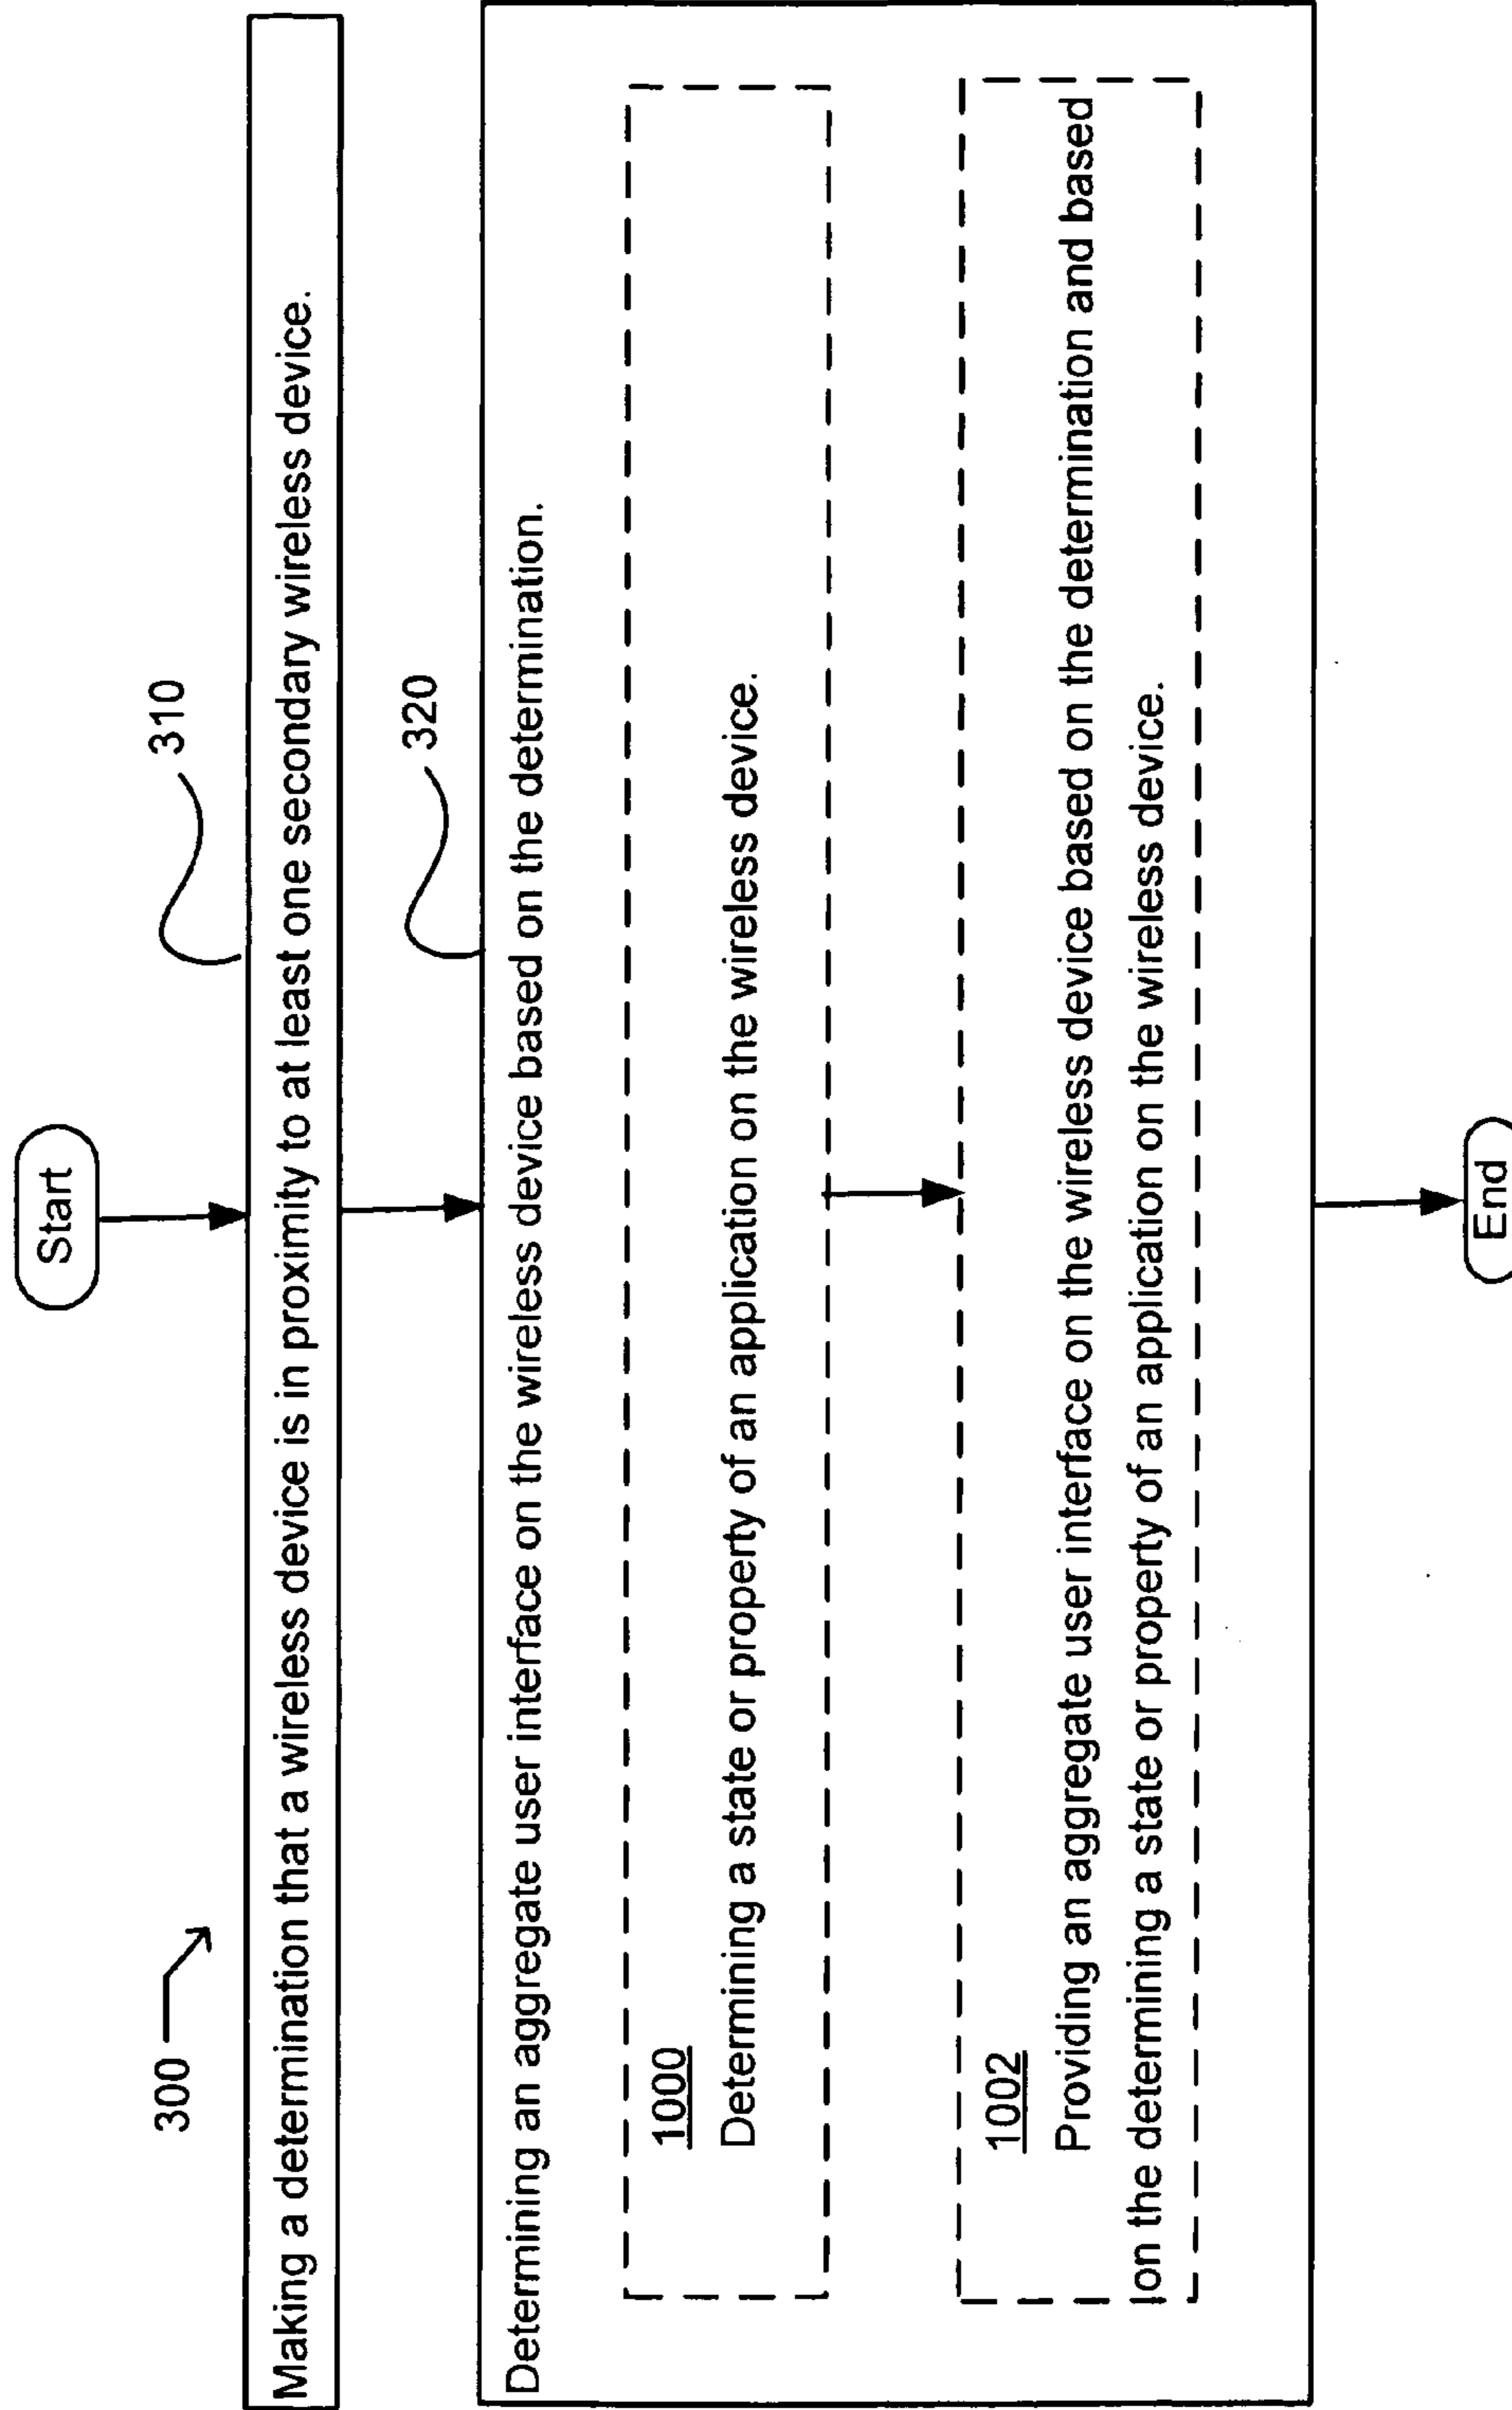 Start
300
310
Making a determination that a wireless device is in proximity to at least one secondary wireless device.
320
Determining an aggregate user interface on the wireless device based on the determination.
1000
Determining a state or property of an application on the wireless device.
1002
Providing an aggregate user interface on the wireless device based on the determination and based
on the determining a state or property of an application on the wireless device.
End